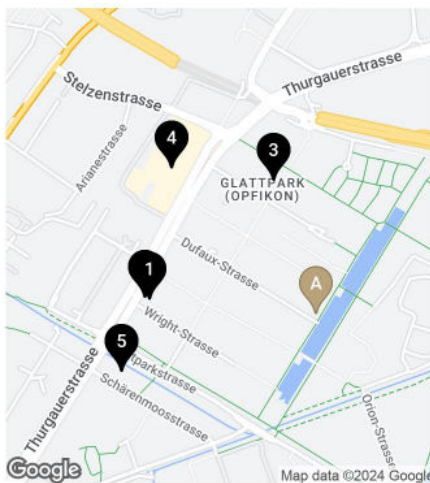 Thurgauerstrasse
Stelzenstrasse
4
3
Arianestrasse
GLATTPARK
(OPFIKON)
Dufaux-Strasse
A
1
Wright-Strasse
5
tparkstrasse
Schärenmoosstrasse
Thurgauerstrasse
Orion-Strasse
Google
Map data ©2024 Google